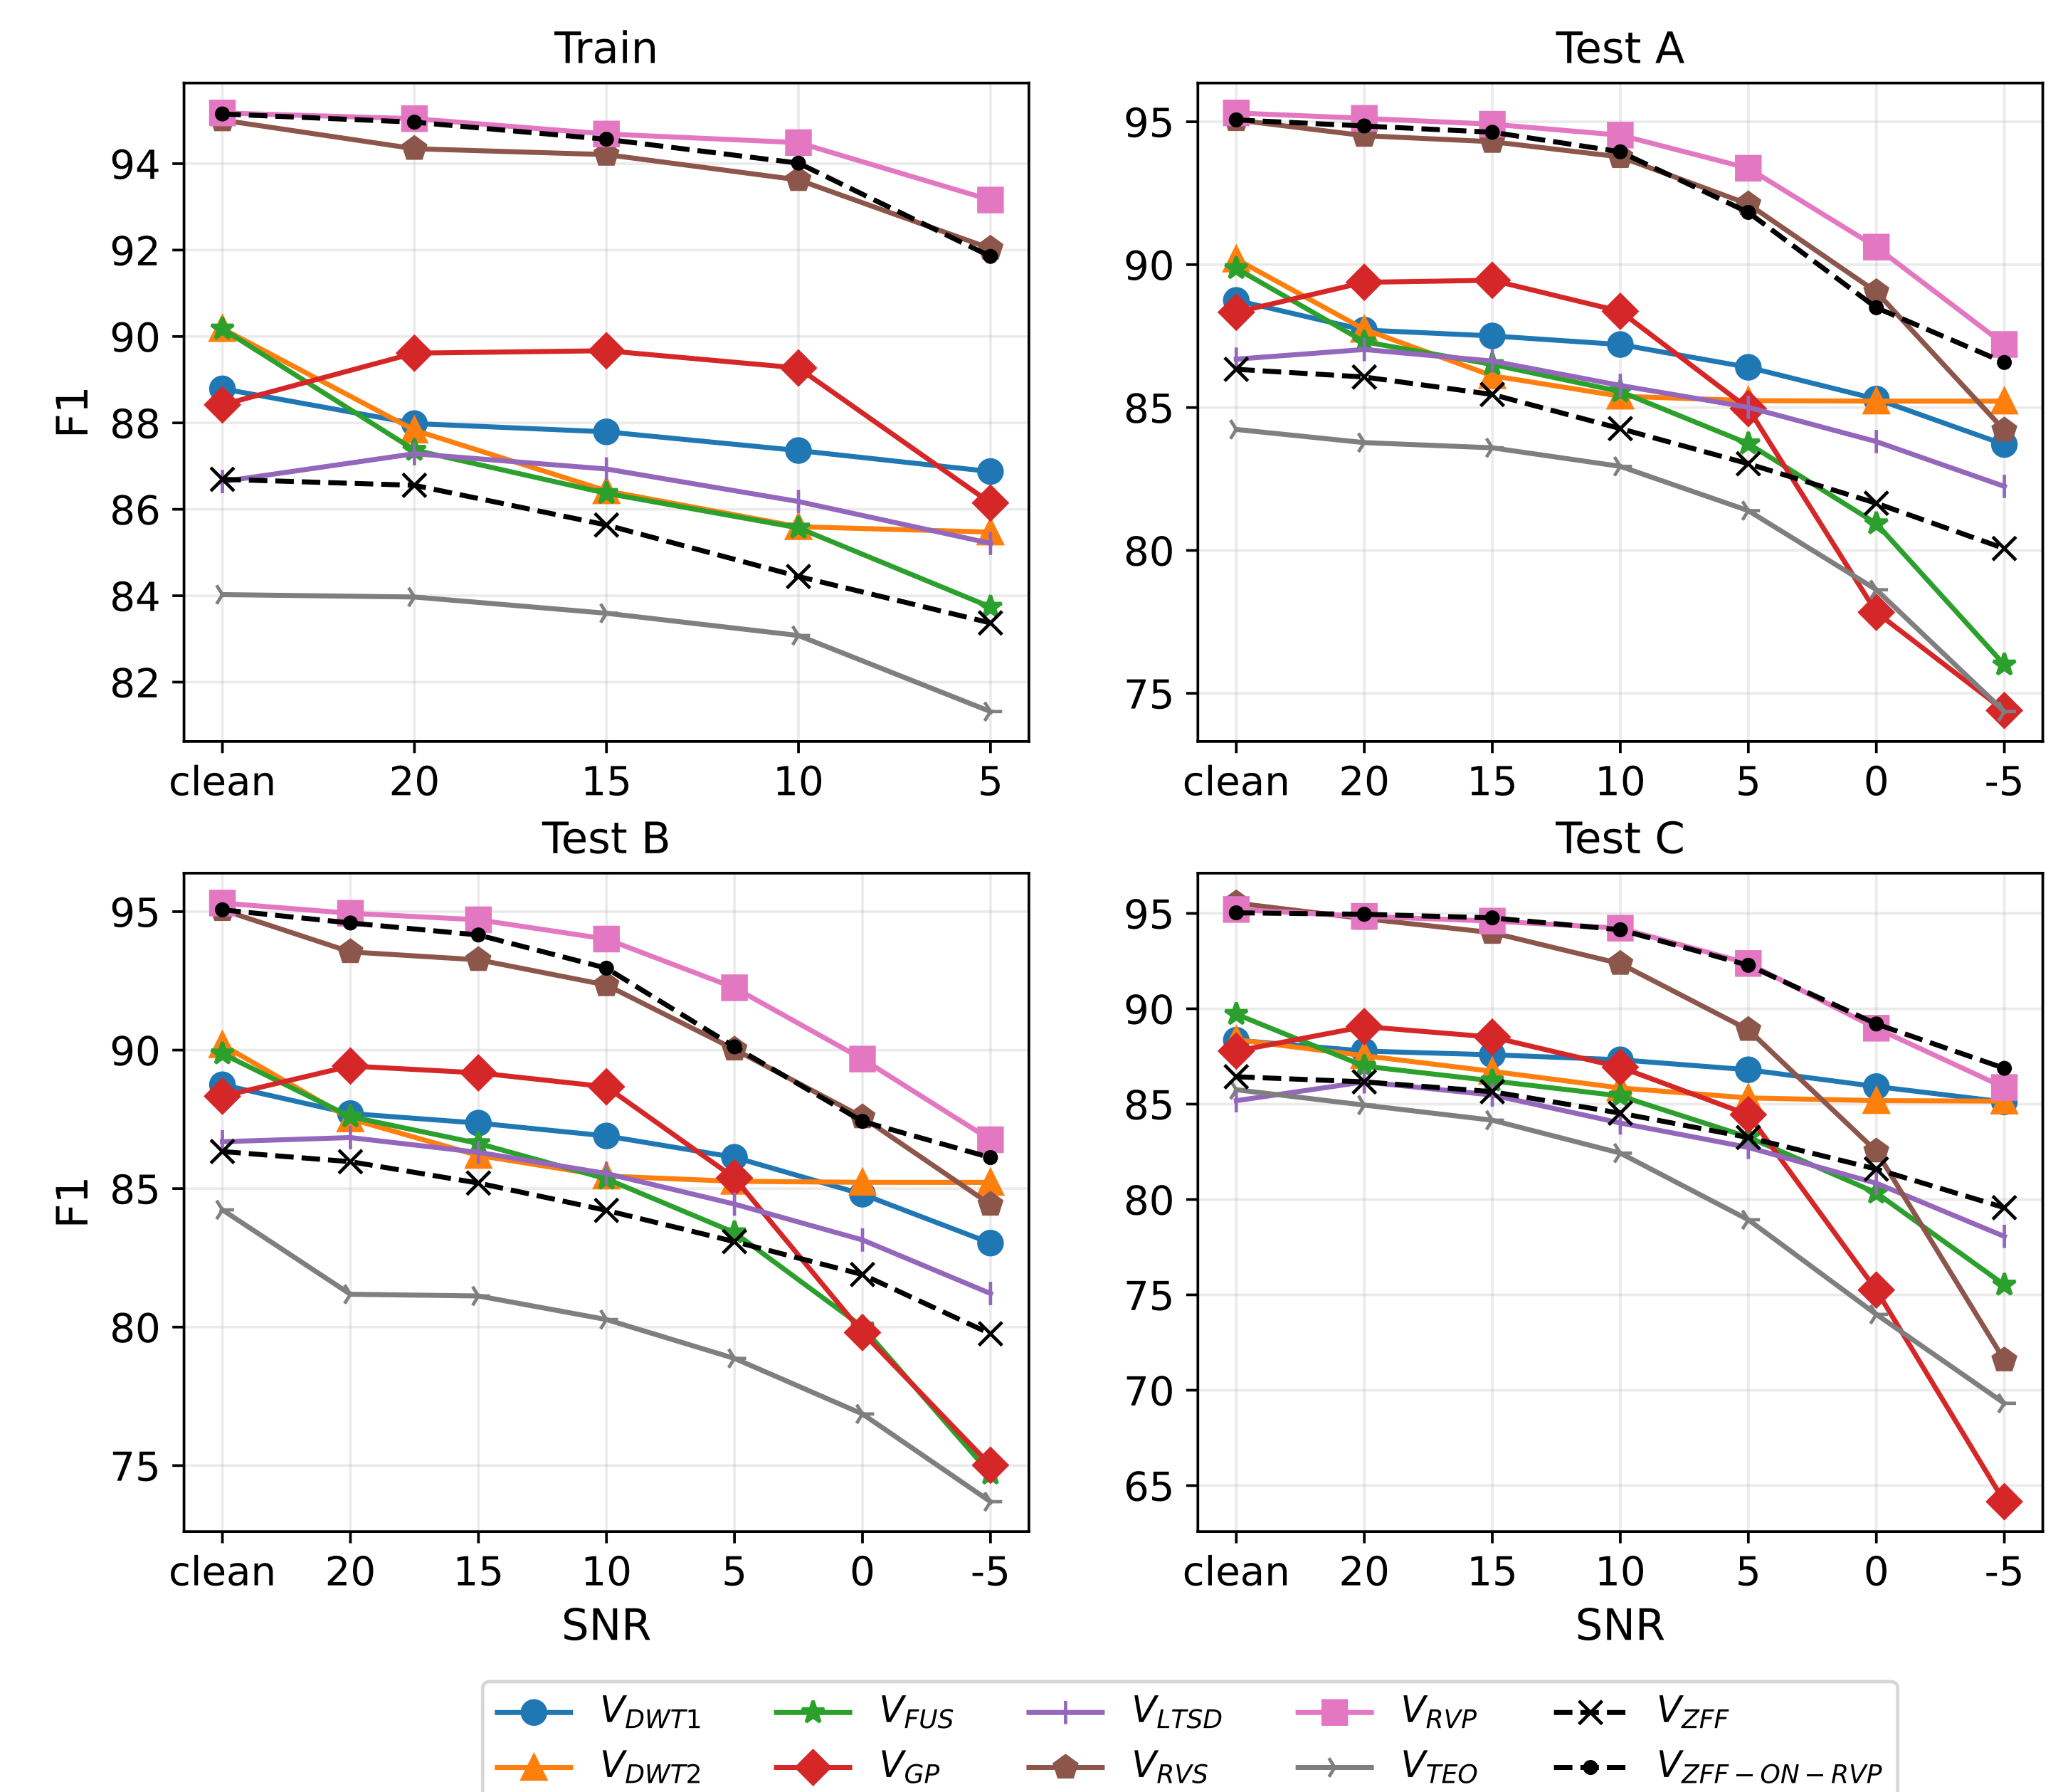 Train
Test A
F1
94
92
90
88
86
84
82
95
90
85
80
75
clean 20 15 10 5
clean 20 15 10 5 0 -5
Test B
Test C
F1
95
90
85
80
75
95
90
85
80
75
70
65
clean 20 15 10 5 0 -5
clean 20 15 10 5 0 -5
SNR
SNR
V_DWT1 V_FUS V_LTSD V_RVP V_ZFF
V_DWT2 V_GP V_RVS V_TEO V_ZFF-ON-RVP